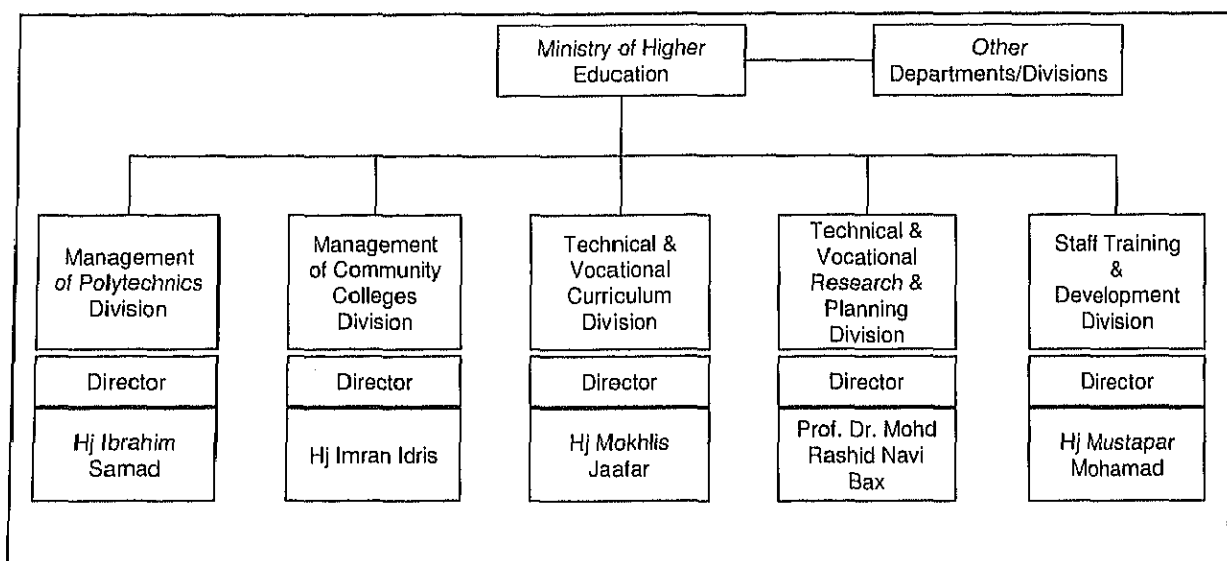 Ministry of Higher
Education
Other
Departments/Divisions
Management
of Polytechnics
Division
Director
Hj Ibrahim
Samad
Management
of Community
Colleges
Division
Director
Hj Imran Idris
Technical &
Vocational
Curriculum
Division
Director
Hj Mokhlis
Jaafar
Technical &
Vocational
Research &
Planning
Division
Director
Prof. Dr. Mohd
Rashid Navi
Bax
Staff Training
&
Development
Division
Director
Hj Mustapar
Mohamad